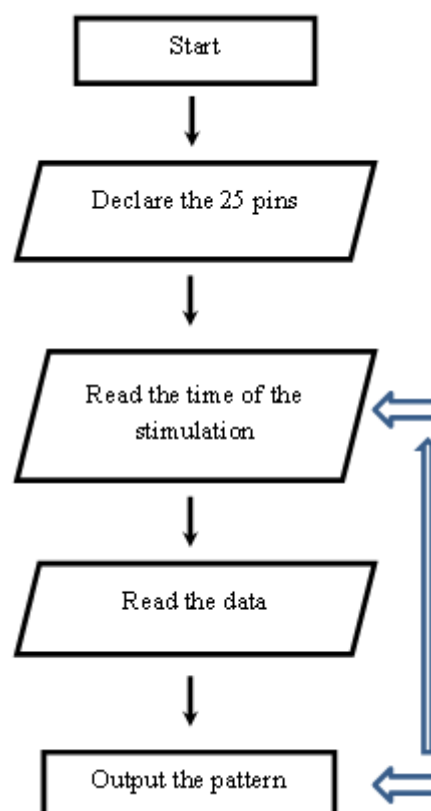 Start
Declare the 25 pins
Read the time of the
stimulation
Read the data
Output the pattern